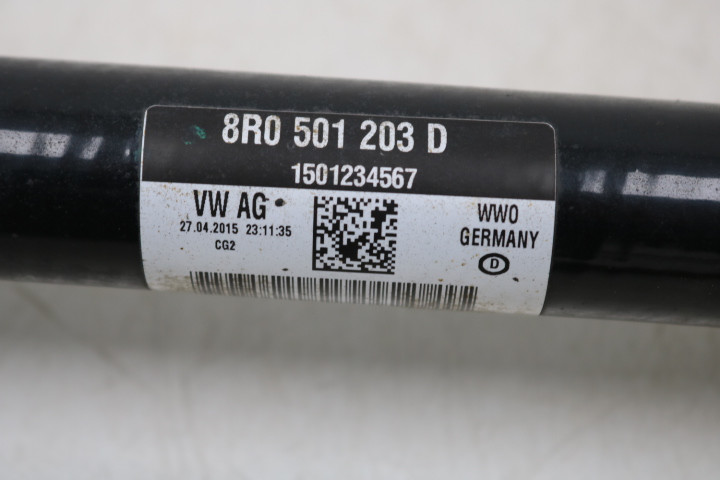 8R0 501 203 D
1501234567
VW AG
27.04.2015 23:11:35
CG2
WWO
GERMANY
D